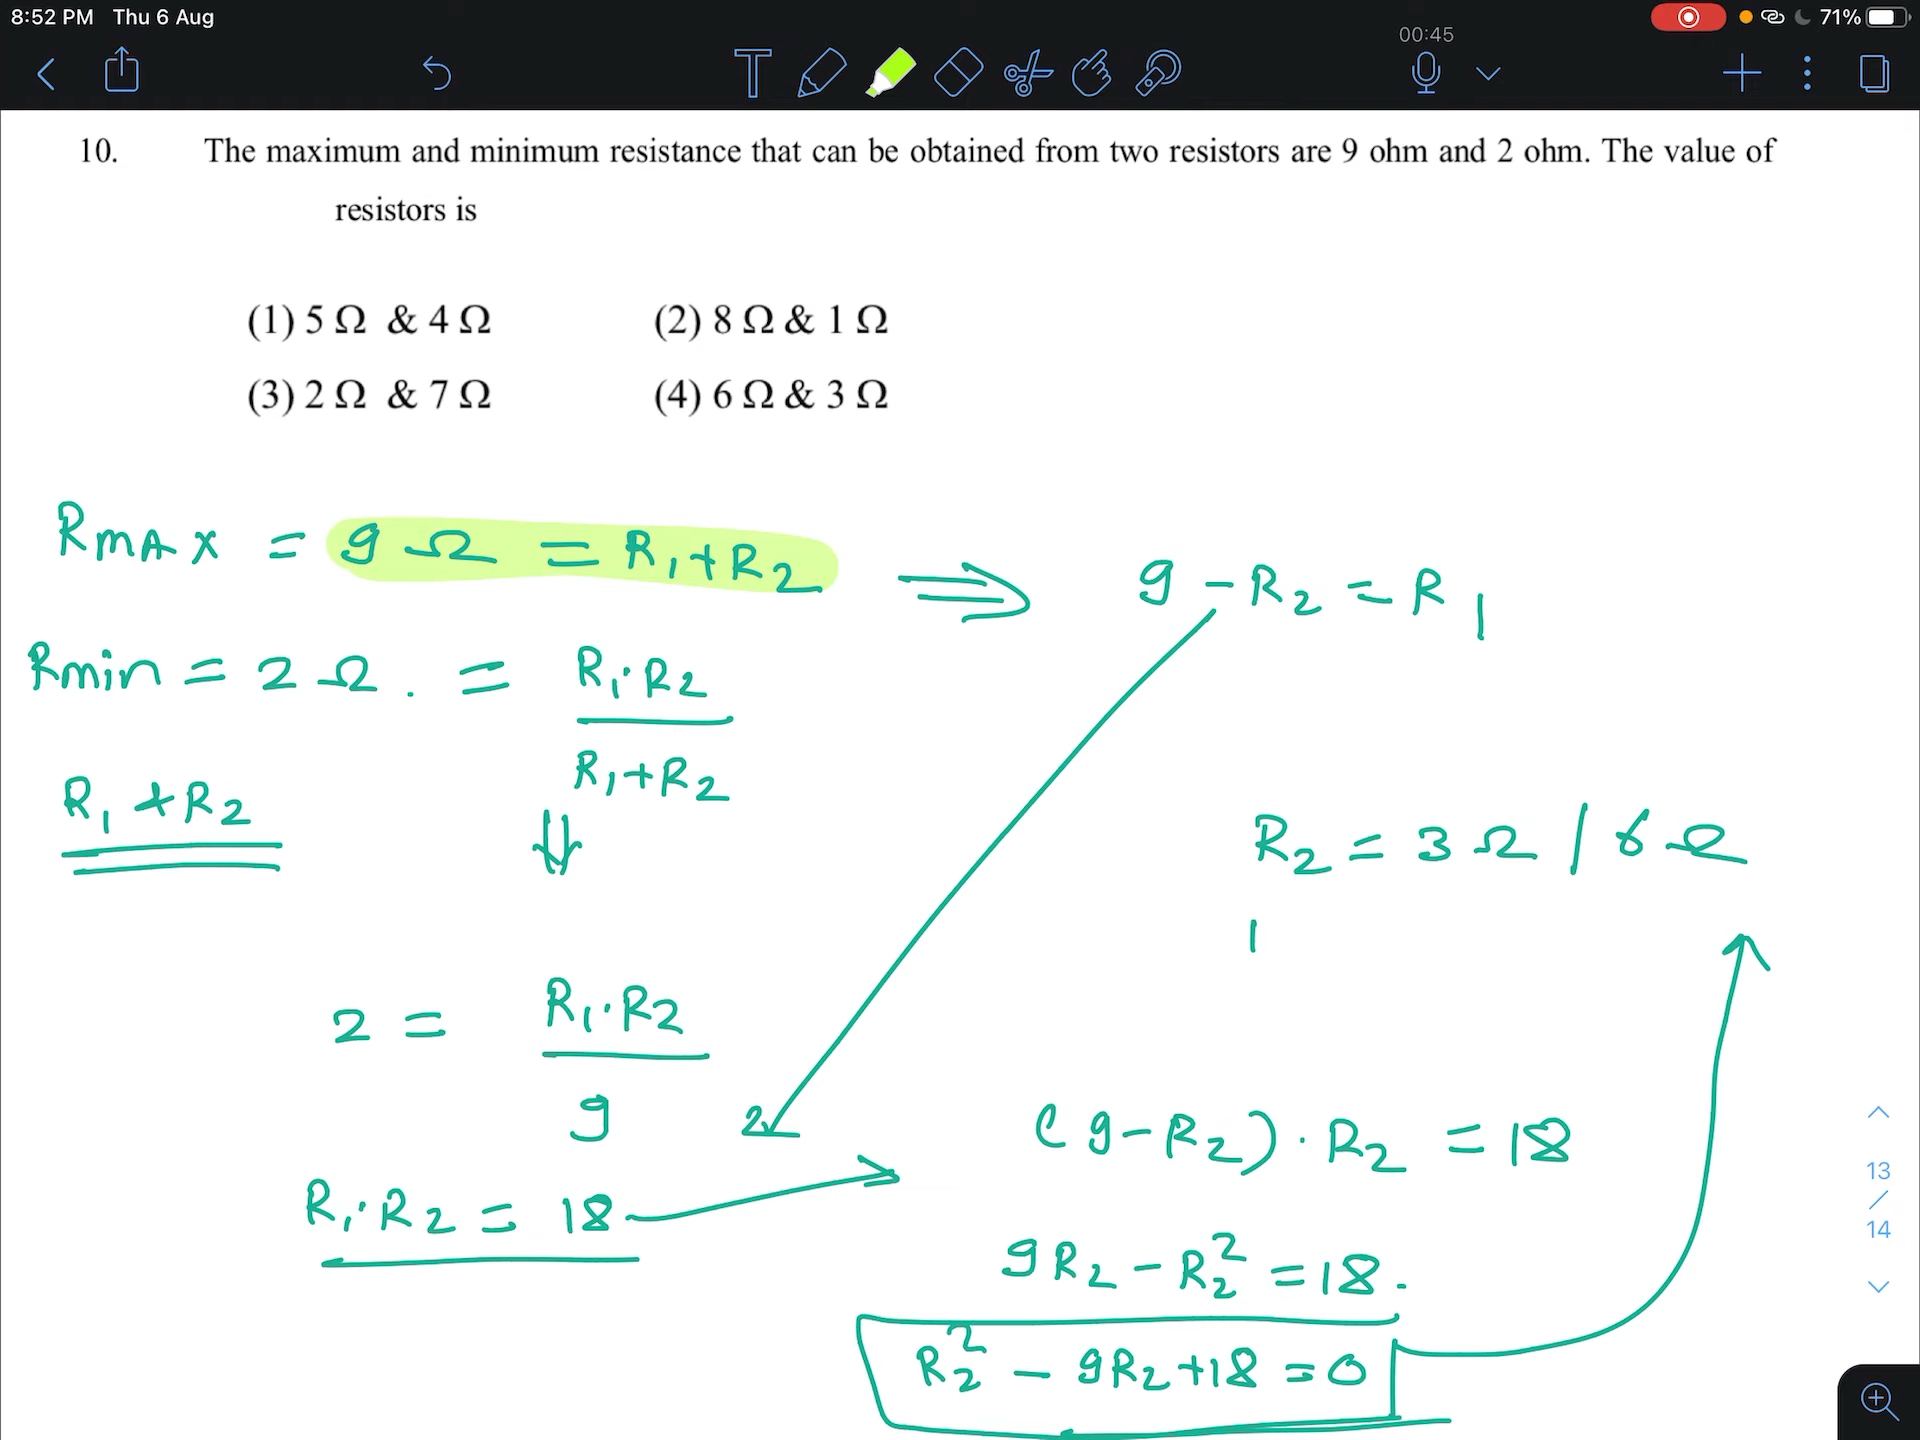 8:52 PM Thu 6 Aug
71%
00:45
T
10. The maximum and minimum resistance that can be obtained from two resistors are 9 ohm and 2 ohm. The value of
resistors is
(1) 5 Ω & 4 Ω (2) 8 Ω & 1 Ω
(3) 2 Ω & 7 Ω (4) 6 Ω & 3 Ω
RMAX = 9 Ω = R₁+R₂ ⇒ 9 - R₂ = R₁
Rmin = 2 Ω. = R₁·R₂
R₁+R₂
R₁+R₂
R₂ = 3 Ω / 6 Ω
1
2 = R₁·R₂
9
(9-R₂)·R₂ = 18
R₁·R₂ = 18
9R₂ - R₂² = 18.
R₂² - 9R₂ + 18 = 0
13
/
14